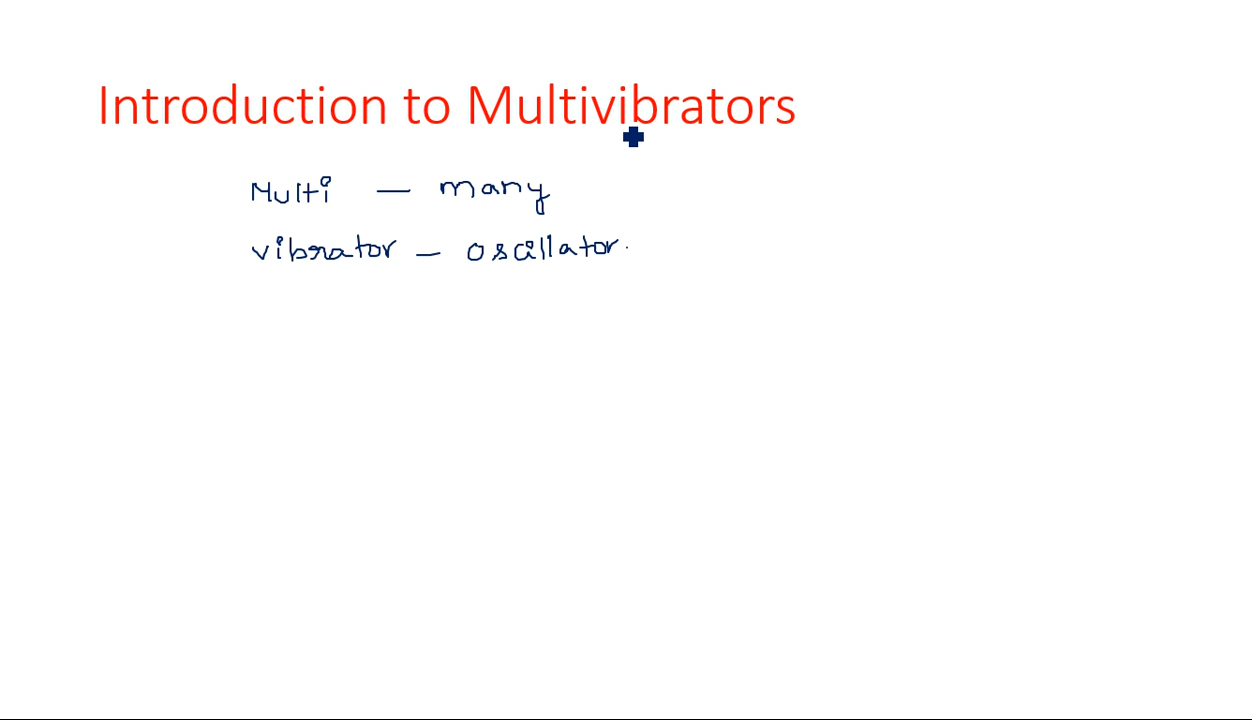 Introduction to Multivibrators
Multi — many
vibrator — oscillator.